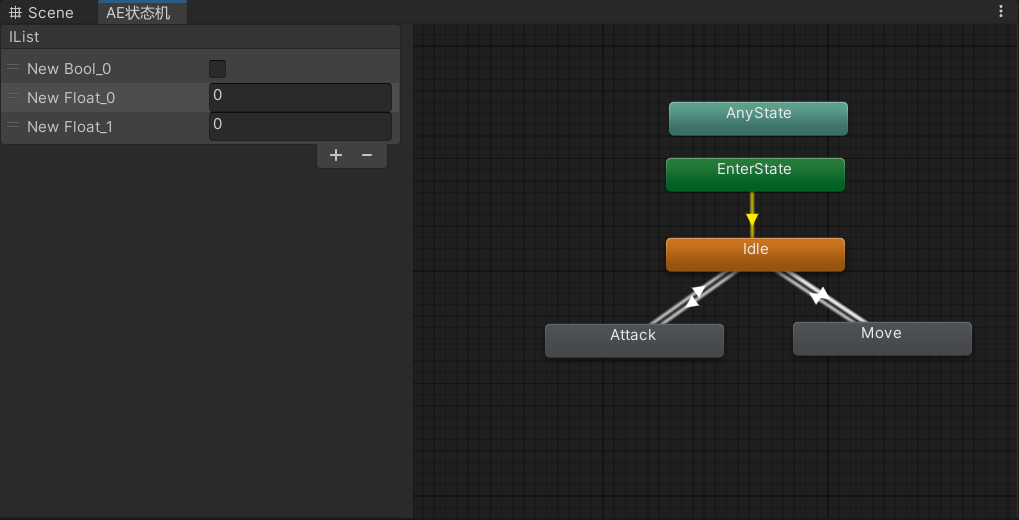 Scene
AE状态机
IList
New Bool_0
New Float_0 0
New Float_1 0
AnyState
EnterState
Idle
Attack
Move